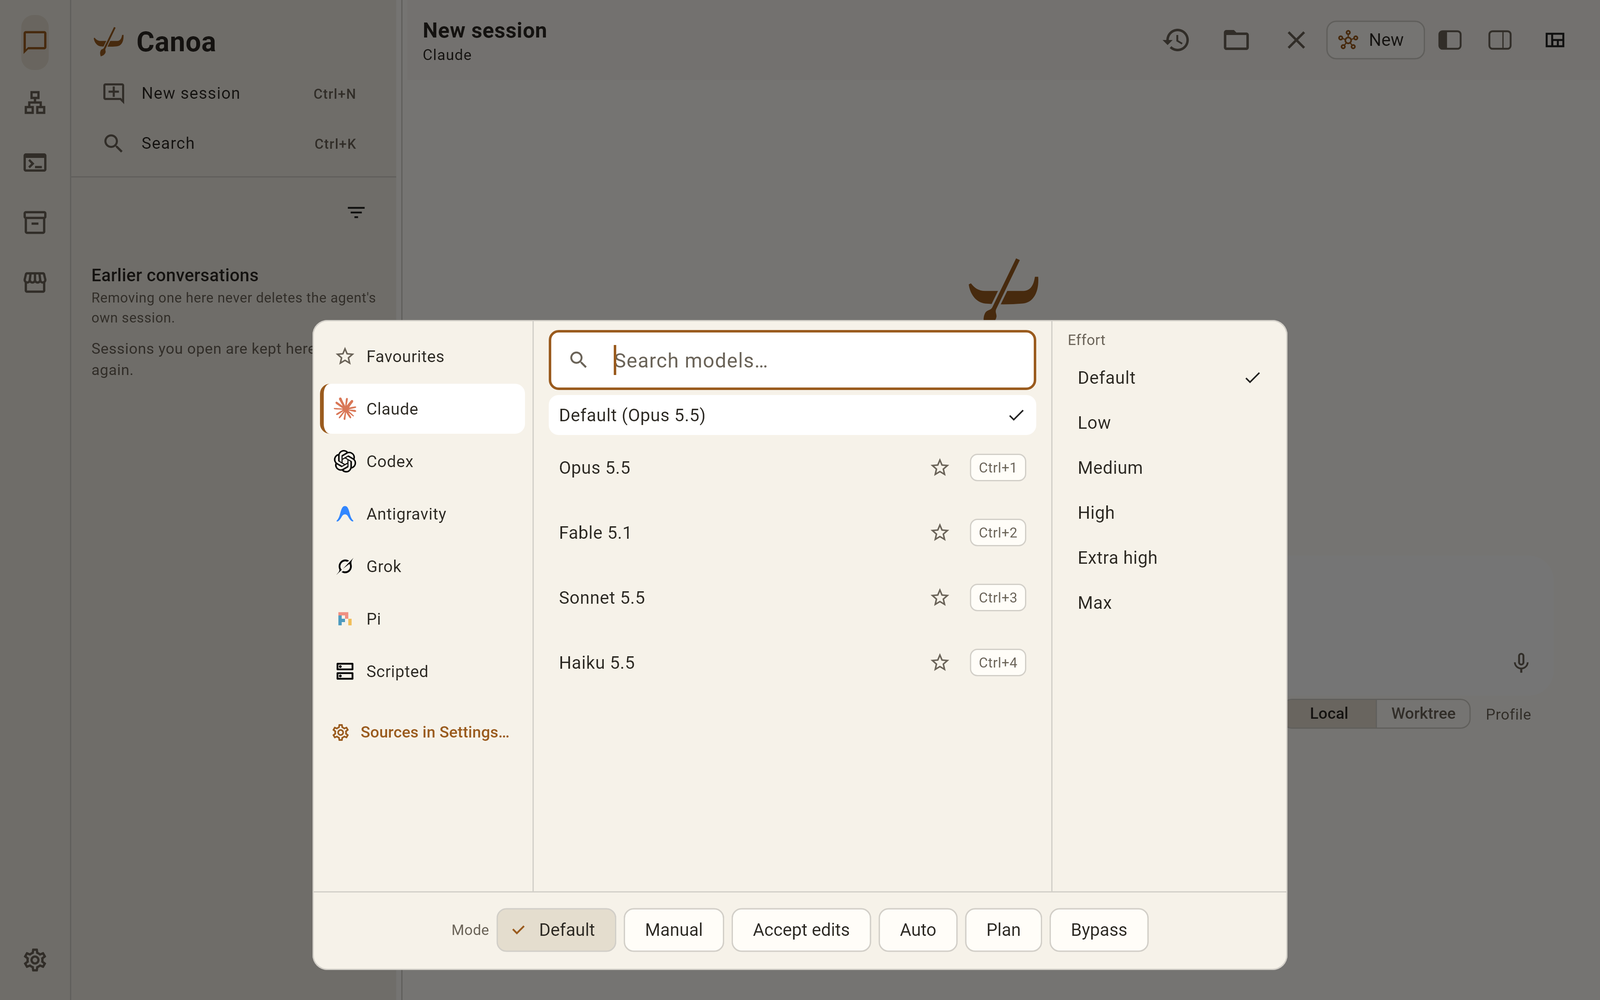 Canoa
New session Ctrl+N
Search Ctrl+K
Earlier conversations
Removing one here never deletes the agent's
own session.
Sessions you open are kept here
again.
New session
Claude
New
Favourites
Claude
Codex
Antigravity
Grok
Pi
Scripted
Sources in Settings...
Search models...
Default (Opus 5.5)
Opus 5.5 Ctrl+1
Fable 5.1 Ctrl+2
Sonnet 5.5 Ctrl+3
Haiku 5.5 Ctrl+4
Effort
Default
Low
Medium
High
Extra high
Max
Local Worktree Profile
Mode Default Manual Accept edits Auto Plan Bypass